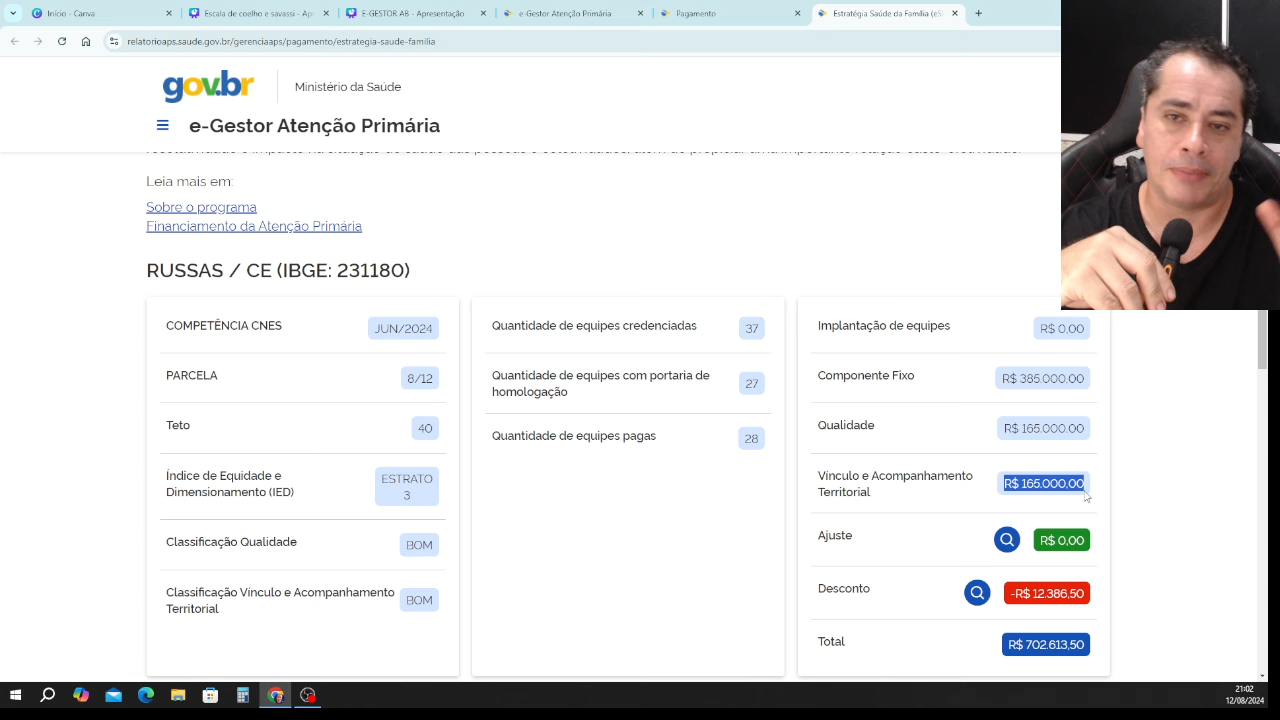 Início - Canva
Escala de coelho e savassi - Ap
E-GESTOR AB - Apresentação
e-Gestor Atenção Primária
Pagamento
Estratégia Saúde da Família (eS
relatorioaps.saude.gov.br/gerenciaaps/pagamento/estrategia-saude-familia
gov.br
Ministério da Saúde
e-Gestor Atenção Primária
Leia mais em:
Sobre o programa
Financiamento da Atenção Primária
RUSSAS / CE (IBGE: 231180)
COMPETÊNCIA CNES
JUN/2024
PARCELA
8/12
Teto
40
Índice de Equidade e
Dimensionamento (IED)
ESTRATO
3
Classificação Qualidade
BOM
Classificação Vínculo e Acompanhamento
Territorial
BOM
Quantidade de equipes credenciadas
37
Quantidade de equipes com portaria de
homologação
27
Quantidade de equipes pagas
28
Implantação de equipes
R$ 0,00
Componente Fixo
R$ 385.000,00
Qualidade
R$ 165.000,00
Vínculo e Acompanhamento
Territorial
R$ 165.000,00
Ajuste
R$ 0,00
Desconto
-R$ 12.386,50
Total
R$ 702.613,50
21:02
12/08/2024